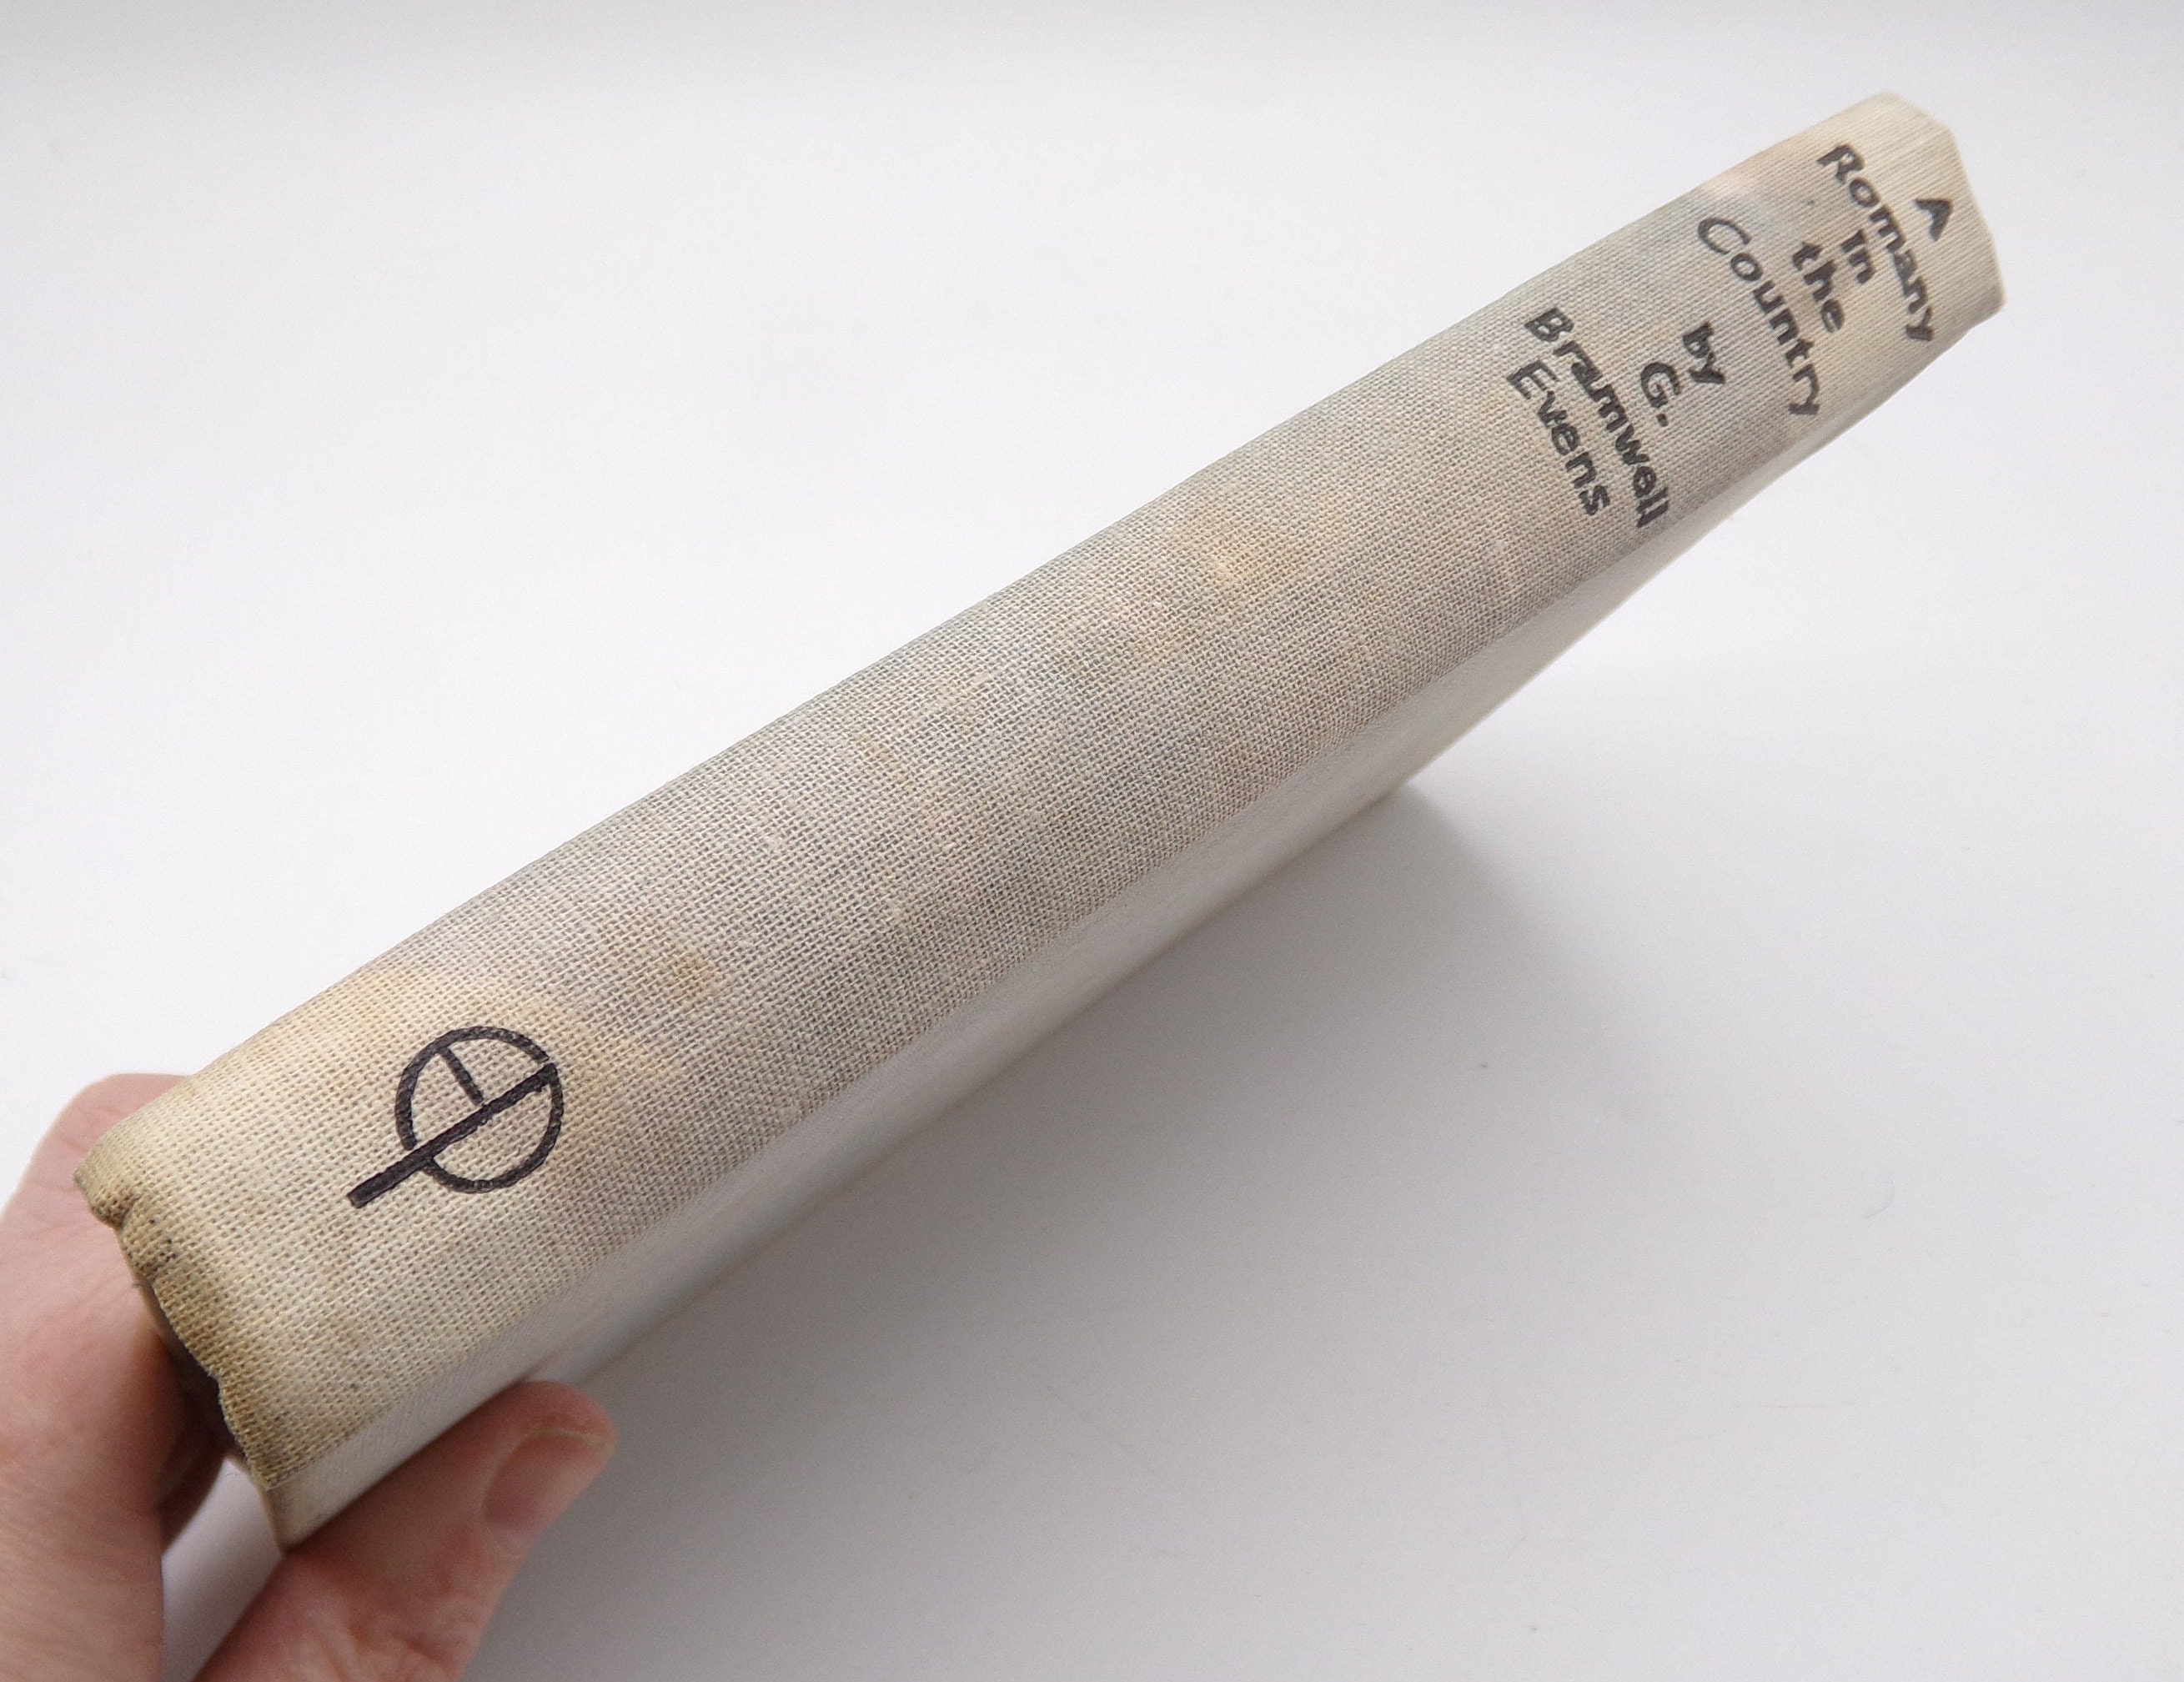 A
Romany
In
the
Country
by
G.
Bramwell
Evens